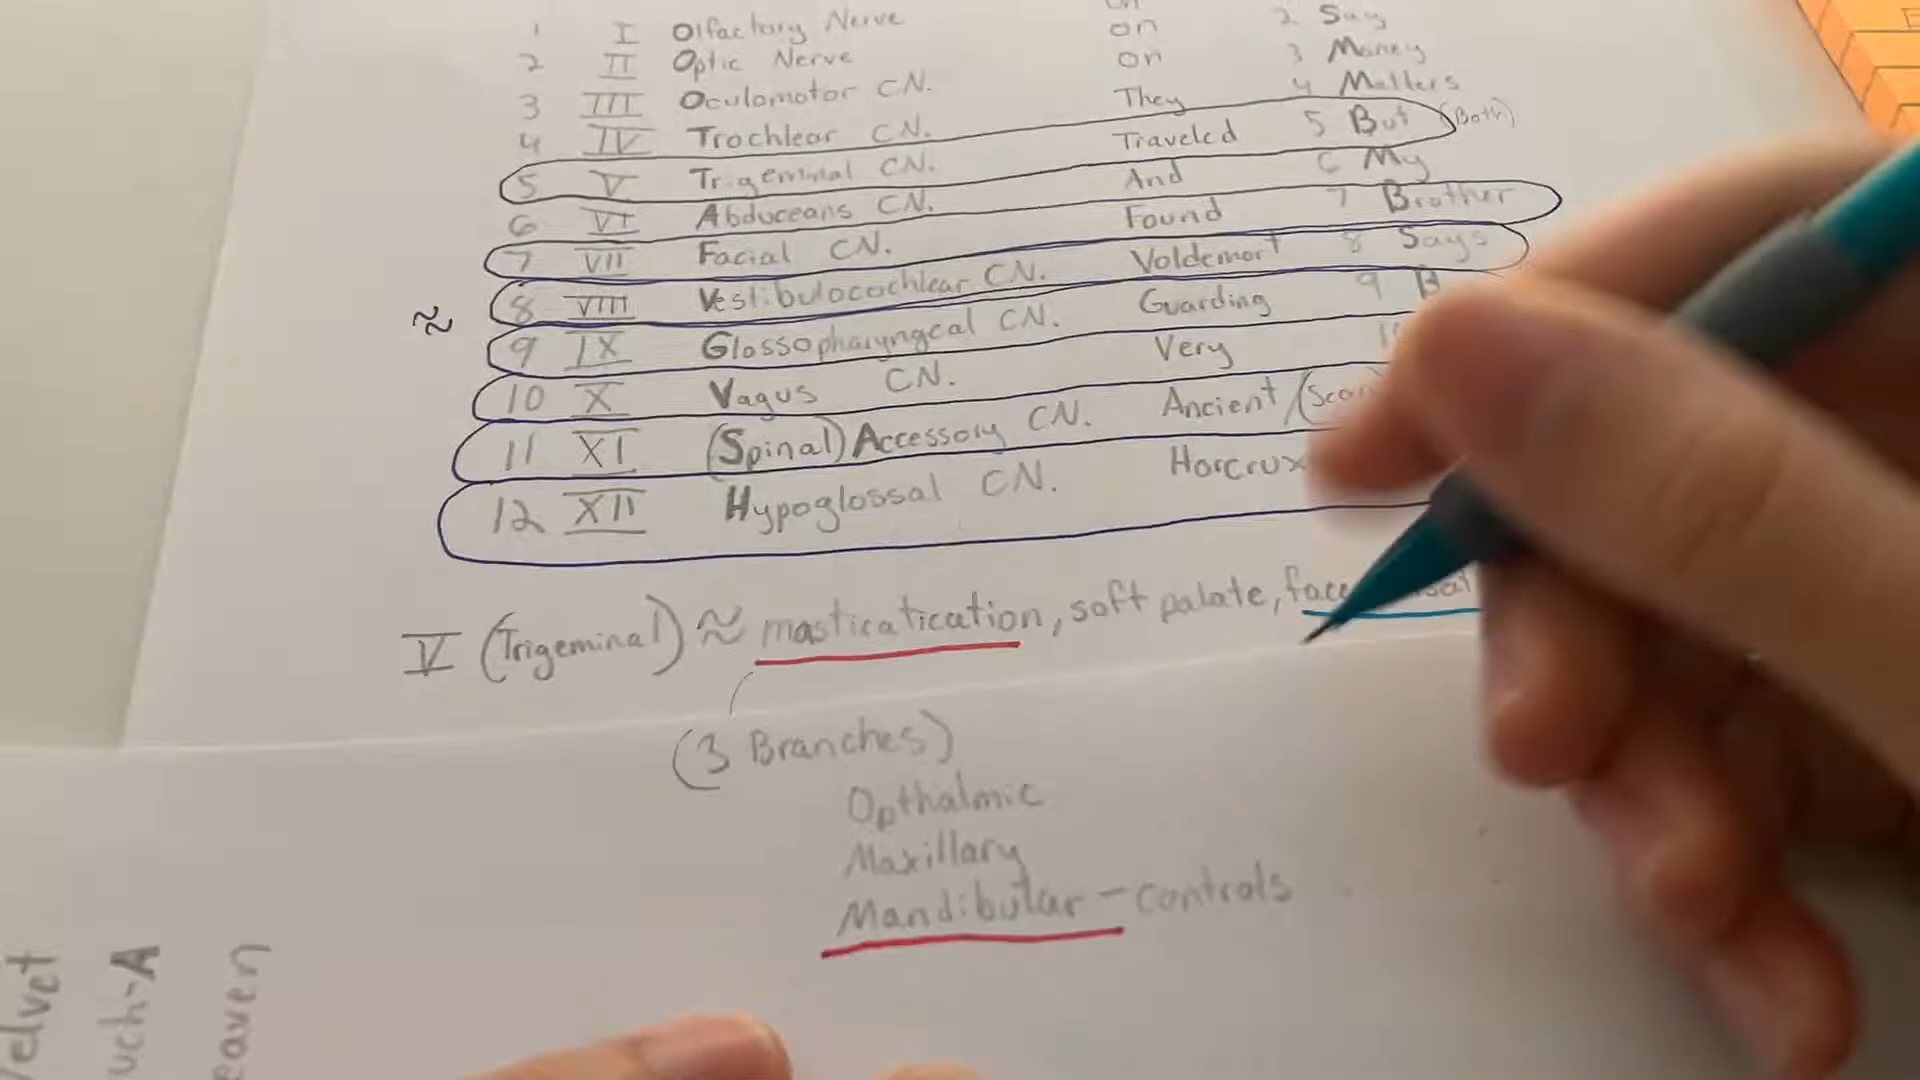 1 I Olfactory Nerve on 2 Say
2 II Optic Nerve on 3 Money
3 III Oculomotor CN. They 4 Matters
4 IV Trochlear CN. Traveled 5 But (Both)
5 V Trigeminal CN. And 6 My
6 VI Abduceans CN. Found 7 Brother
7 VII Facial CN. Voldemort 8 Says
8 VIII Vestibulocochlear CN. Guarding 9 B
≈
9 IX Glossopharyngeal CN. Very
10 X Vagus CN. Ancient/
11 XI (Spinal) Accessory CN. Horcrux
12 XII Hypoglossal CN.
V (Trigeminal) ≈ masticatication, soft palate,
(3 Branches)
Opthalmic
Maxillary
Mandibular - controls
elvet
uch-A
eaven